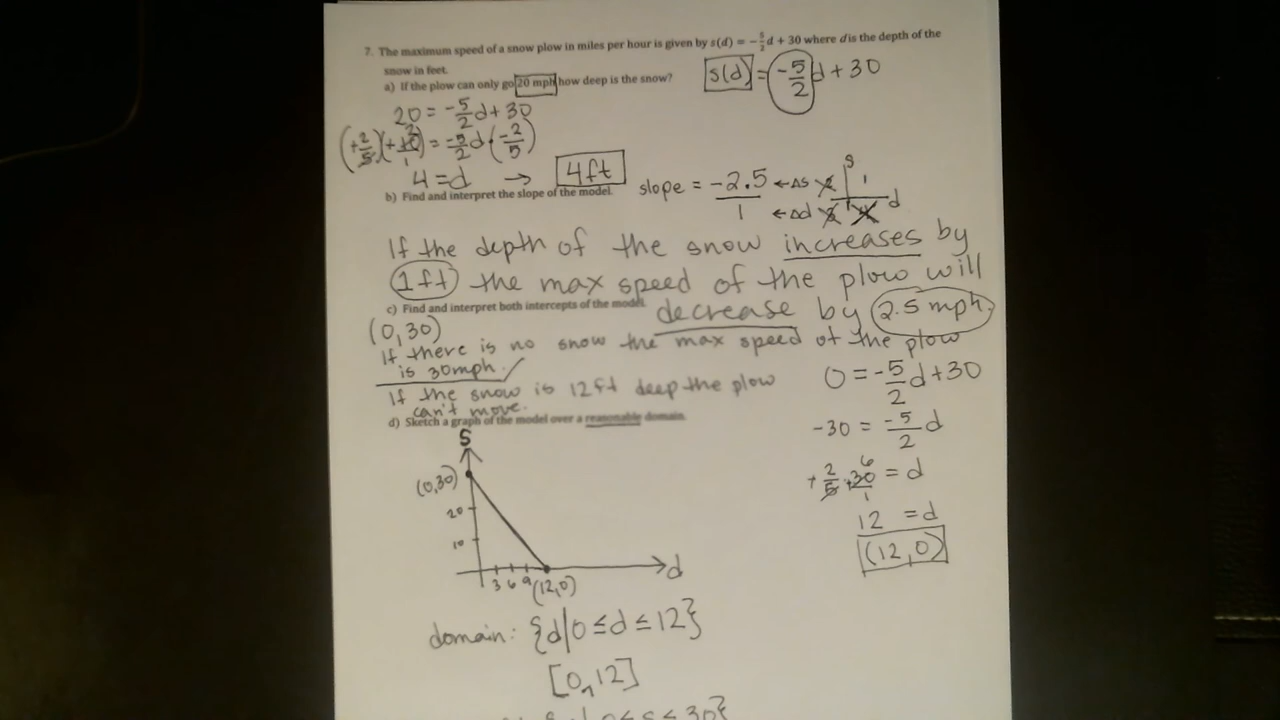 7. The maximum speed of a snow plow in miles per hour is given by s(d) = -5/2 d + 30 where d is the depth of the
snow in feet.
s(d) = -5/2 d + 30
a) If the plow can only go 20 mph how deep is the snow?
20 = -5/2 d + 30
(+2/5)(+10/1) = -5/2 d · (-2/5)
4 = d → 4ft
b) Find and interpret the slope of the model.
slope = -2.5/1 ←Δs
←Δd
s
d
If the depth of the snow increases by
1ft the max speed of the plow will
decrease by 2.5 mph.
c) Find and interpret both intercepts of the model.
(0,30)
If there is no snow the max speed of the plow
is 30mph.
If the snow is 12ft deep the plow
can't move.
0 = -5/2 d + 30
-30 = -5/2 d
+2/5 · +30/1 = d
12 = d
(12,0)
d) Sketch a graph of the model over a reasonable domain.
S
(0,30)
20
10
3 6 9 (12,0)
d
domain: {d|0≤d≤12}
[0,12]